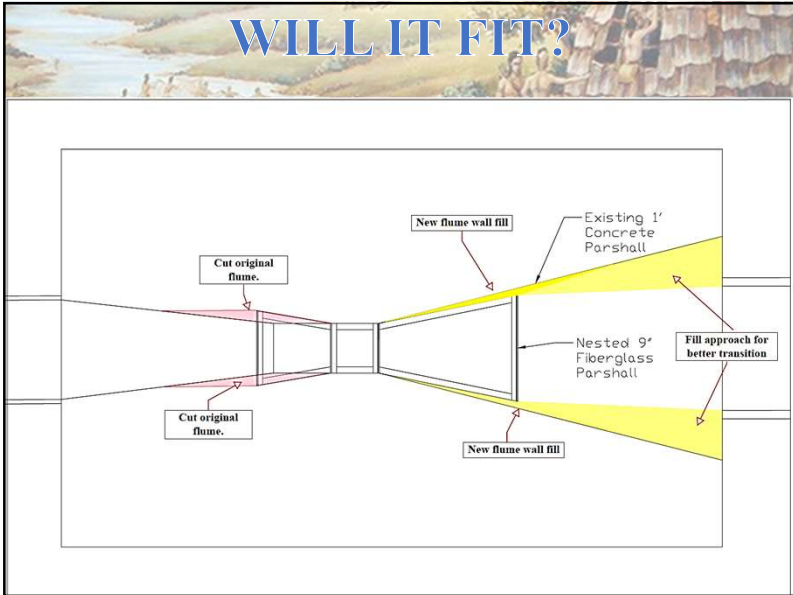 WILL IT FIT?
New flume wall fill
Existing 1'
Concrete
Parshall
Cut original
flume.
Nested 9"
Fiberglass
Parshall
Fill approach for
better transition
Cut original
flume.
New flume wall fill